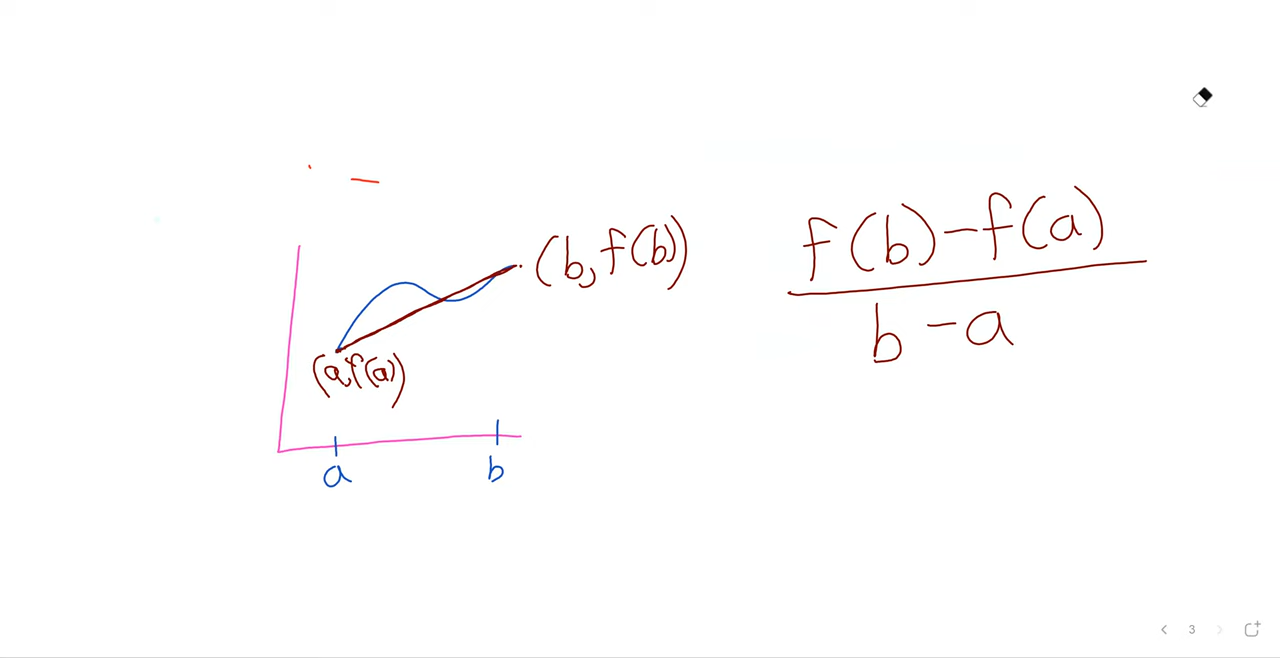 (b, f(b))
f(b) - f(a)
b - a
(a, f(a))
a
b
3